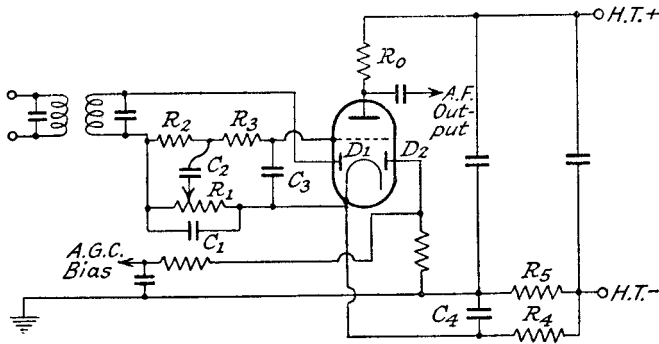 H.T.+
R0
A.F.
Out-
put
R2
R3
D1
D2
C2
C3
R1
C1
A.G.C.
Bias
R5
H.T.-
C4
R4